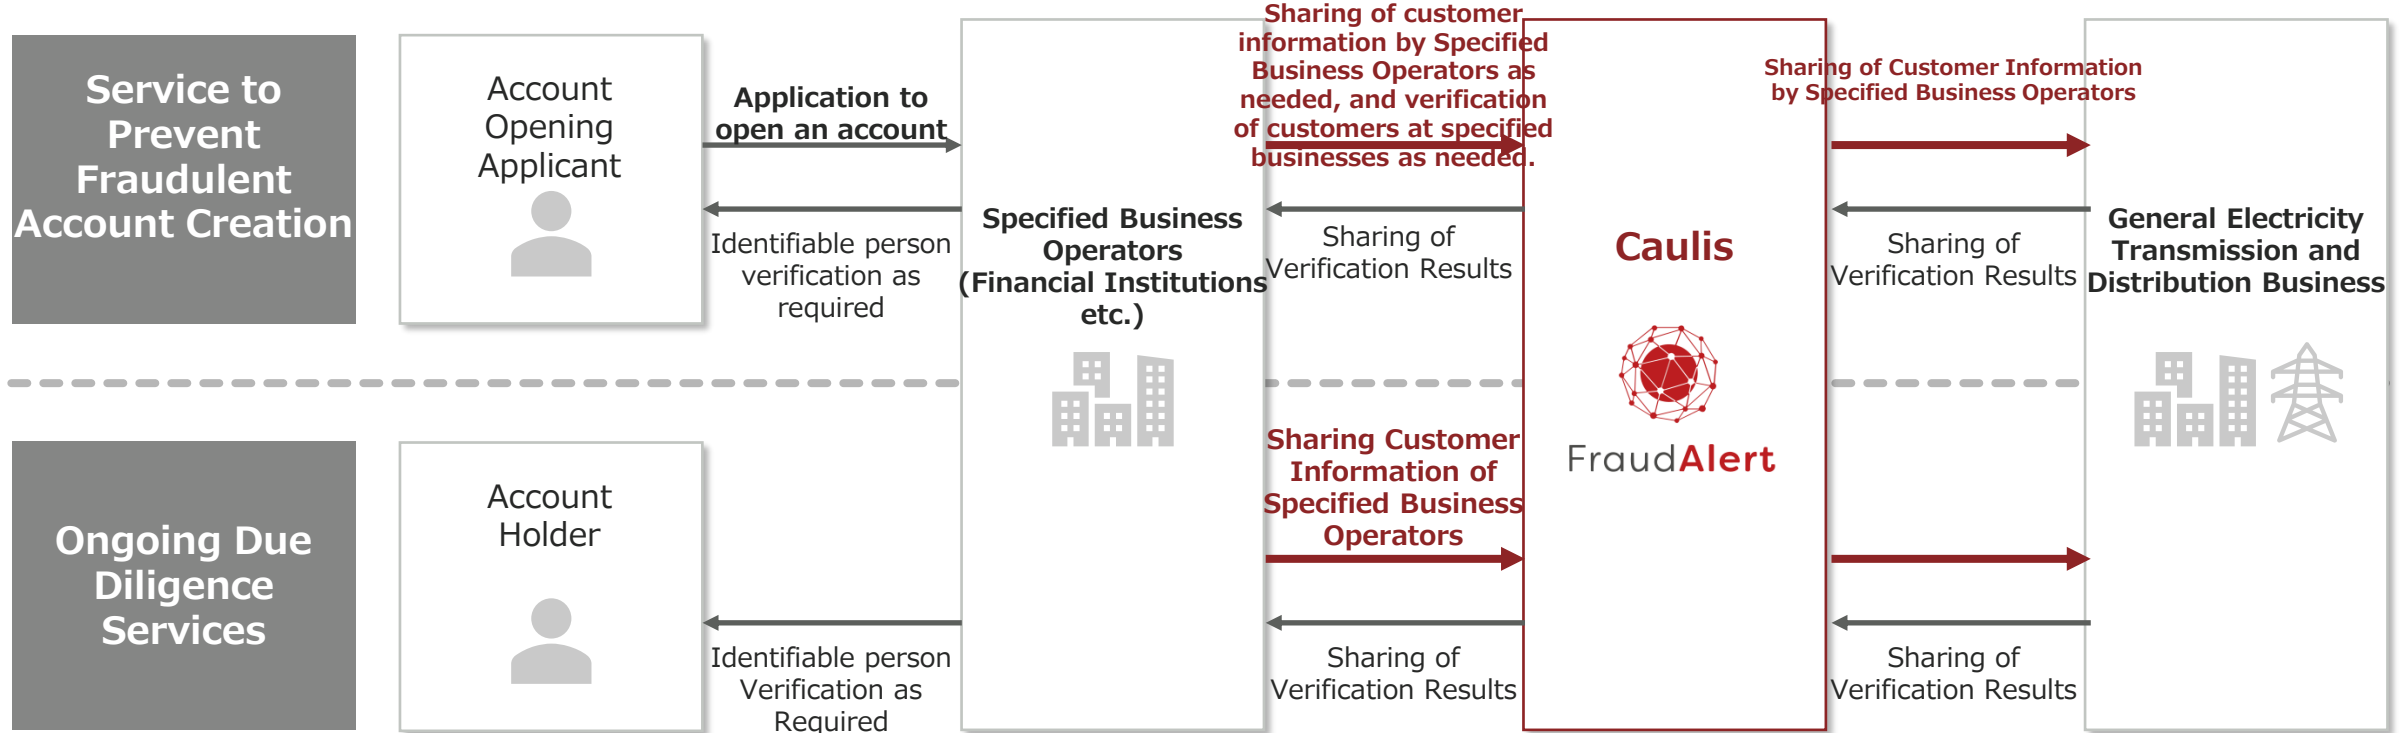 Service to
Prevent
Fraudulent
Account Creation
Account
Opening
Applicant
Application to
open an account
Identifiable person
verification as
required
Specified Business
Operators
(Financial Institutions
etc.)
Sharing of customer
information by Specified
Business Operators as
needed, and verification
of customers at specified
businesses as needed.
Sharing of
Verification Results
Caulis
FraudAlert
Sharing of Customer Information
by Specified Business Operators
Sharing of
Verification Results
General Electricity
Transmission and
Distribution Business
Ongoing Due
Diligence
Services
Account
Holder
Identifiable person
Verification as
Required
Sharing Customer
Information of
Specified Business
Operators
Sharing of
Verification Results
Sharing of
Verification Results